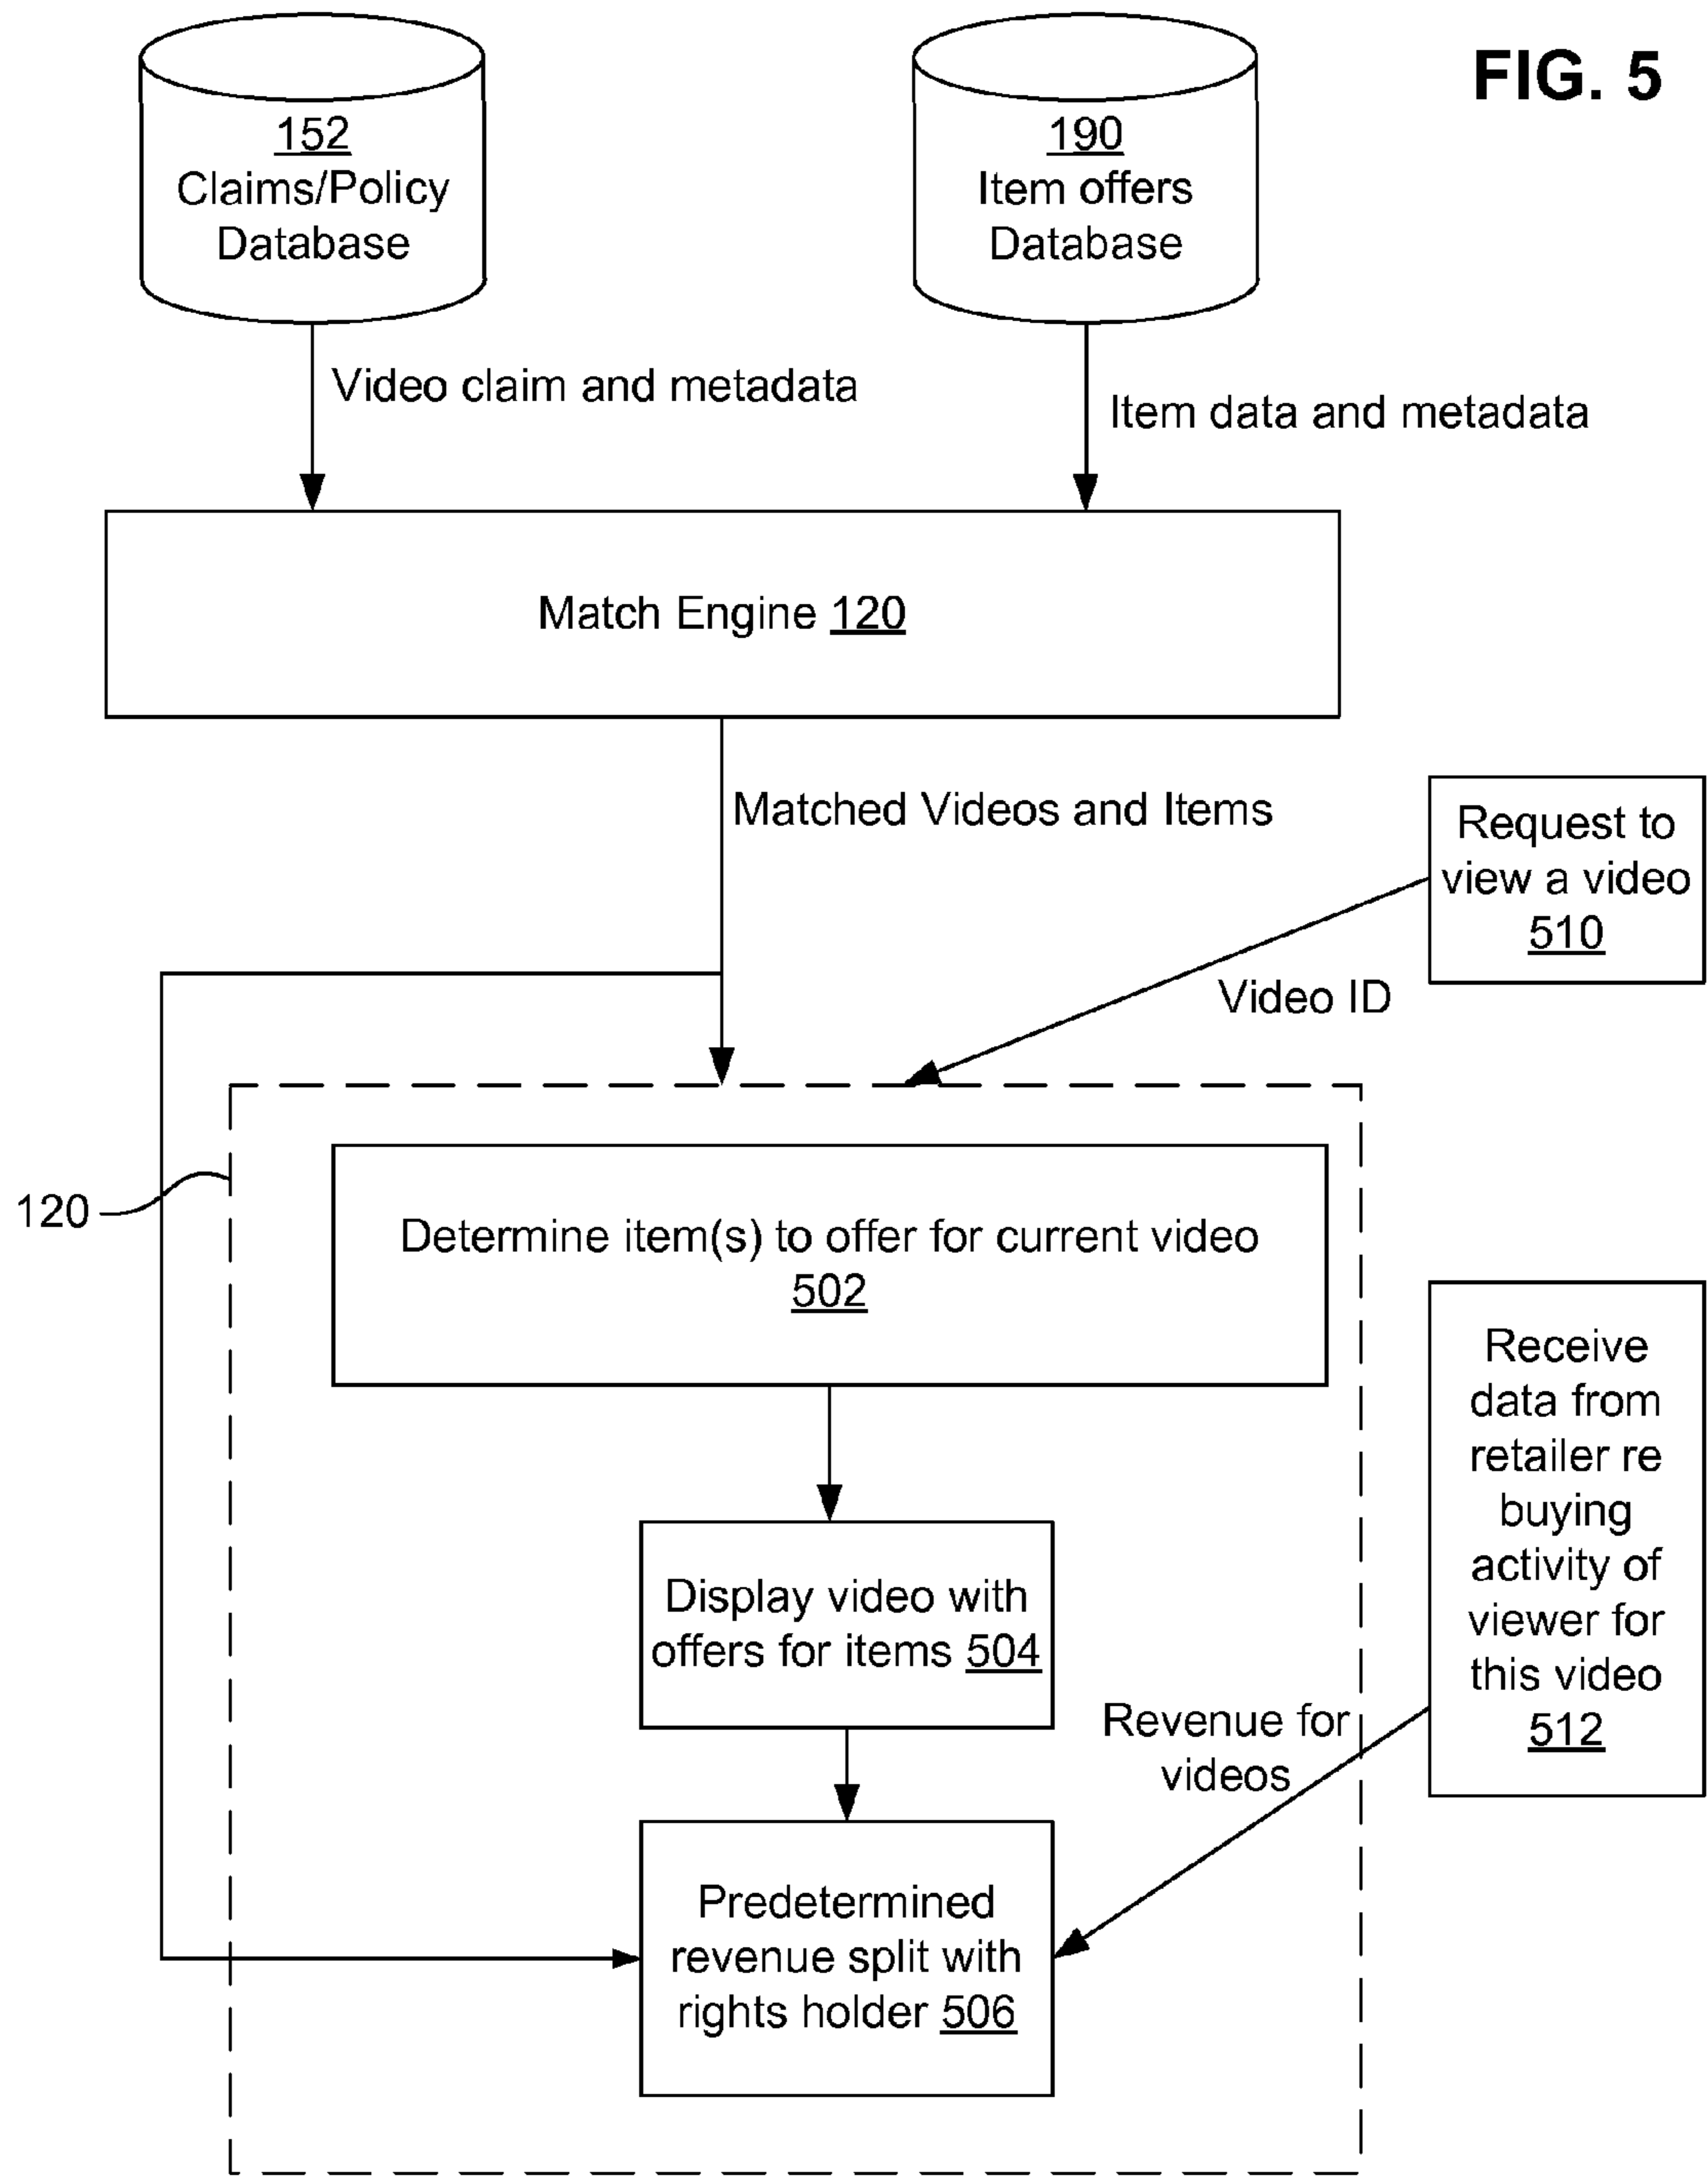 FIG. 5
152
Claims/Policy
Database
190
Item offers
Database
Video claim and metadata
Item data and metadata
Match Engine 120
Matched Videos and Items
Request to
view a video
510
Video ID
120
Determine item(s) to offer for current video
502
Display video with
offers for items 504
Receive
data from
retailer re
buying
activity of
viewer for
this video
512
Revenue for
videos
Predetermined
revenue split with
rights holder 506